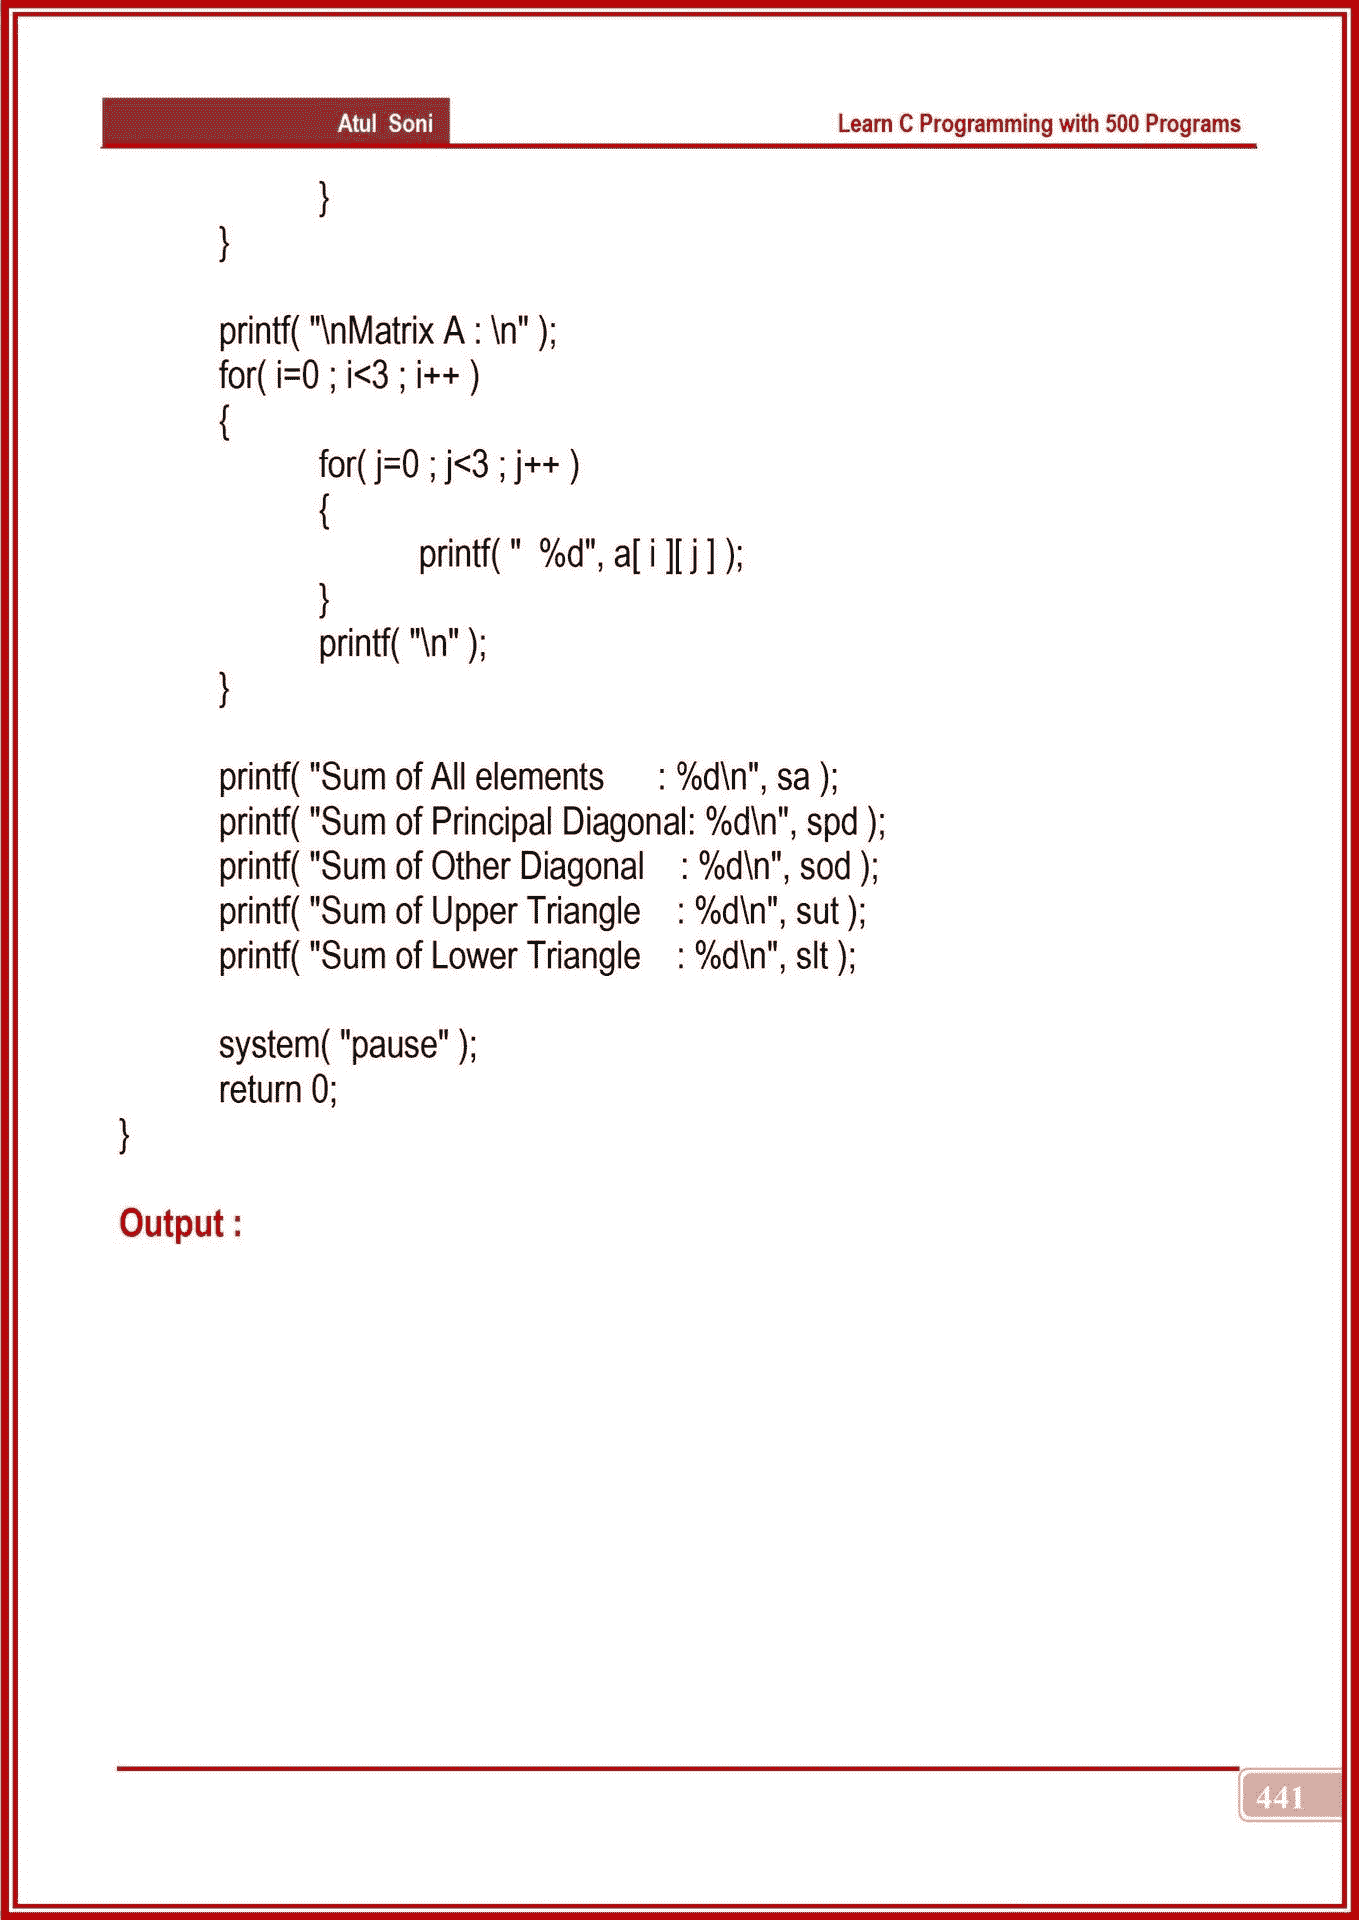 Atul  Soni
Learn C Programming with 500 Programs
}
}
printf( "\nMatrix A : \n" );
for( i=0 ; i<3 ; i++ )
{
for( j=0 ; j<3 ; j++ )
{
printf( "  %d", a[ i ][ j ] );
}
printf( "\n" );
}
printf( "Sum of All elements      : %d\n", sa );
printf( "Sum of Principal Diagonal: %d\n", spd );
printf( "Sum of Other Diagonal    : %d\n", sod );
printf( "Sum of Upper Triangle    : %d\n", sut );
printf( "Sum of Lower Triangle    : %d\n", slt );
system( "pause" );
return 0;
}
Output :
441